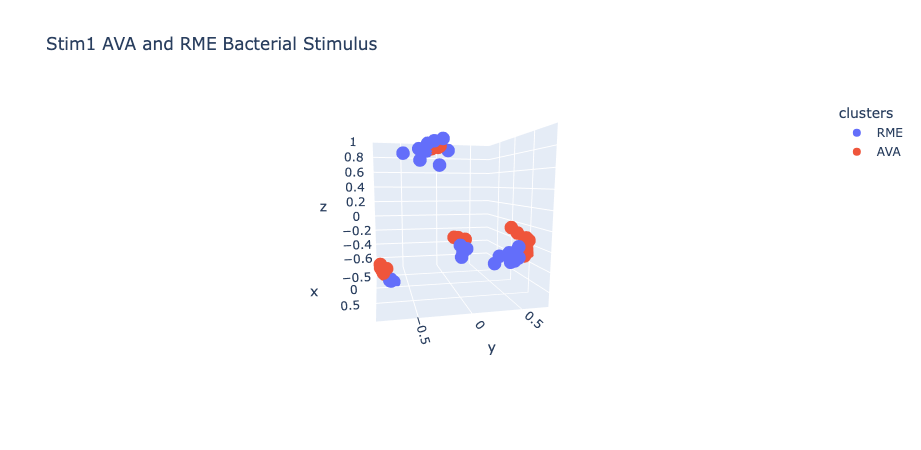 Stim1 AVA and RME Bacterial Stimulus
clusters
RME
AVA
1
0.8
0.6
0.4
0.2
0
−0.2
−0.4
−0.6
z
−0.5
0
0.5
x
−0.5
0
0.5
y